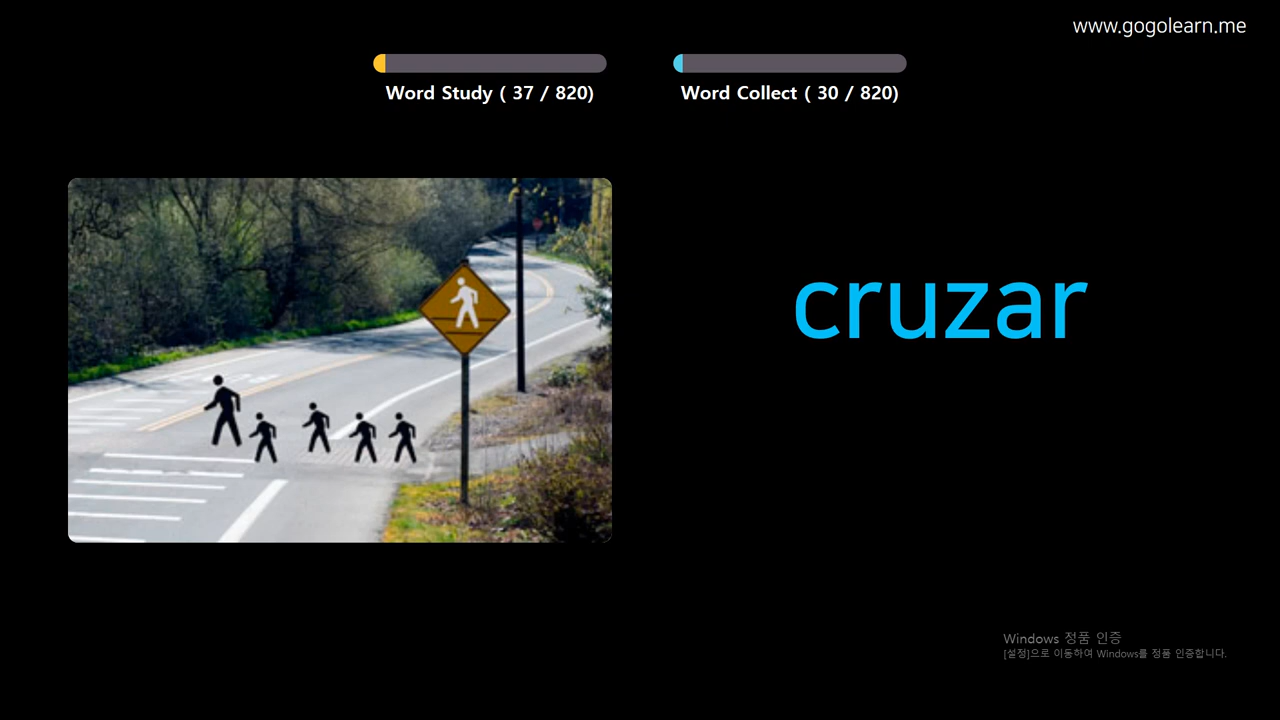 www.gogolearn.me
Word Study ( 37 / 820)
Word Collect ( 30 / 820)
cruzar
Windows 정품 인증
[설정]으로 이동하여 Windows를 정품 인증합니다.